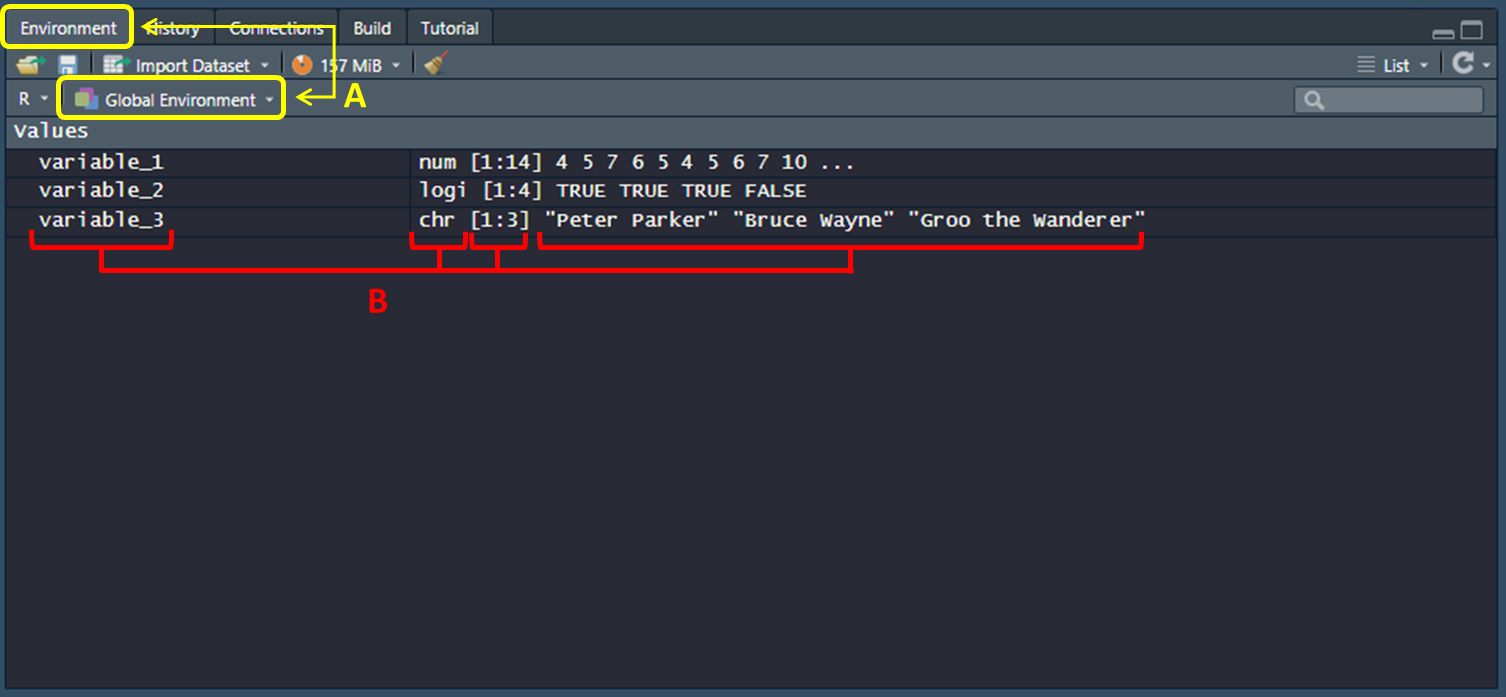 Environment History Connections Build Tutorial
Import Dataset 157 MiB List
R Global Environment A
Values
variable_1 num [1:14] 4 5 7 6 5 4 5 6 7 10 ...
variable_2 logi [1:4] TRUE TRUE TRUE FALSE
variable_3 chr [1:3] "Peter Parker" "Bruce Wayne" "Groo the Wanderer"
B